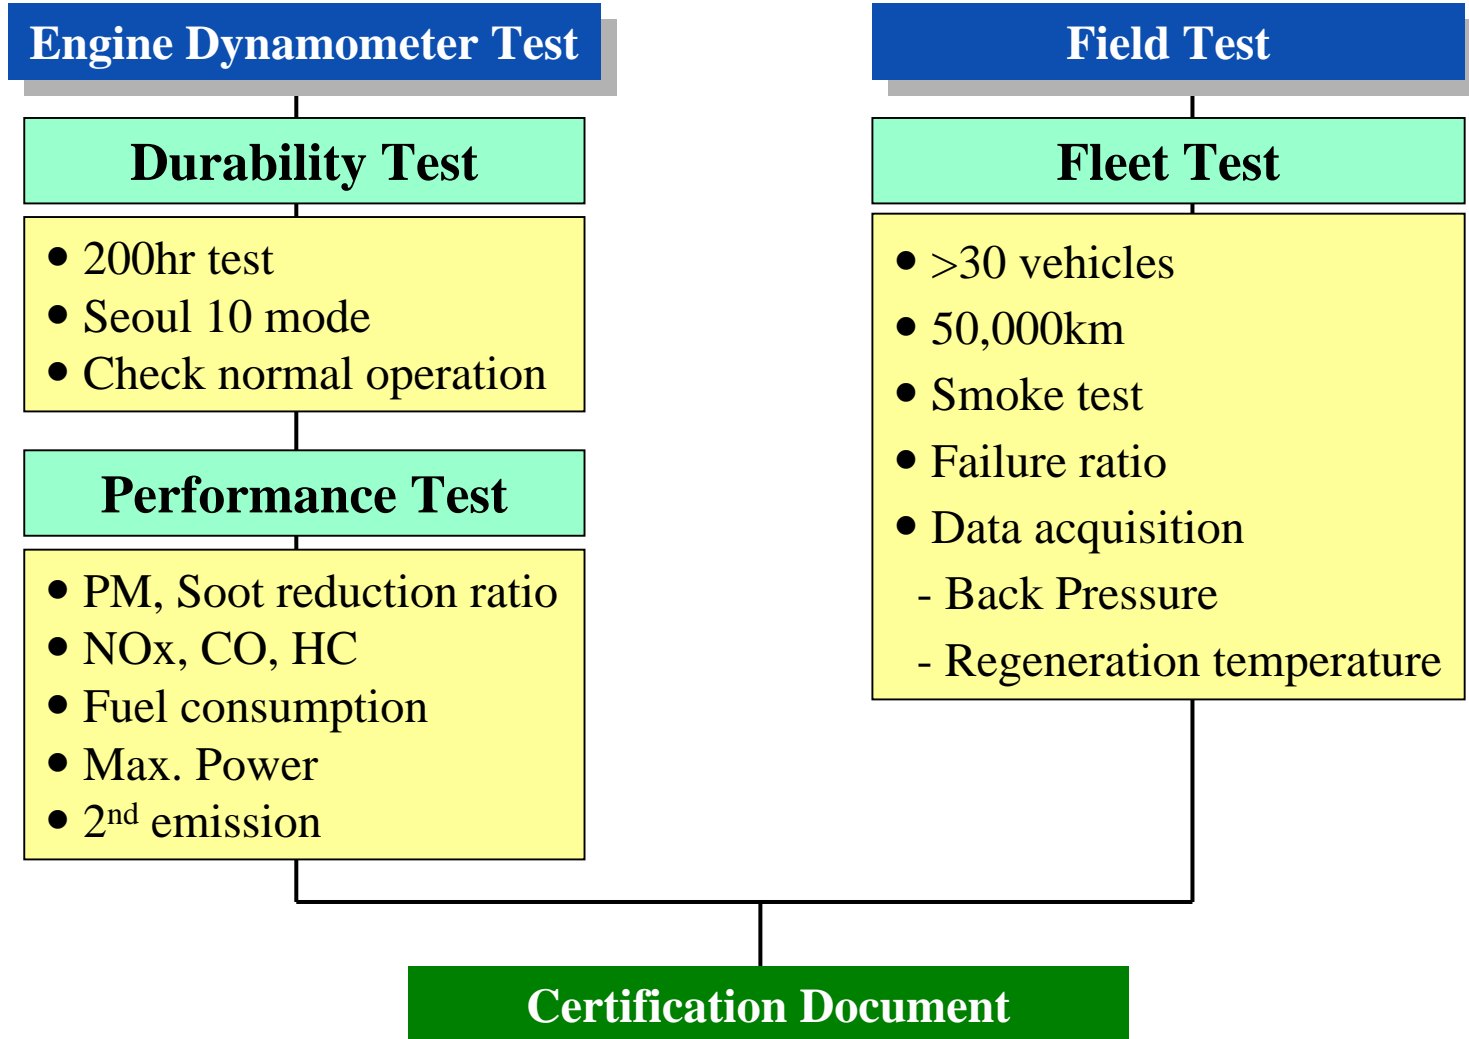 Engine Dynamometer Test
Durability Test
• 200hr test
• Seoul 10 mode
• Check normal operation
Performance Test
• PM, Soot reduction ratio
• NOx, CO, HC
• Fuel consumption
• Max. Power
• 2nd emission
Field Test
Fleet Test
• >30 vehicles
• 50,000km
• Smoke test
• Failure ratio
• Data acquisition
- Back Pressure
- Regeneration temperature
Certification Document